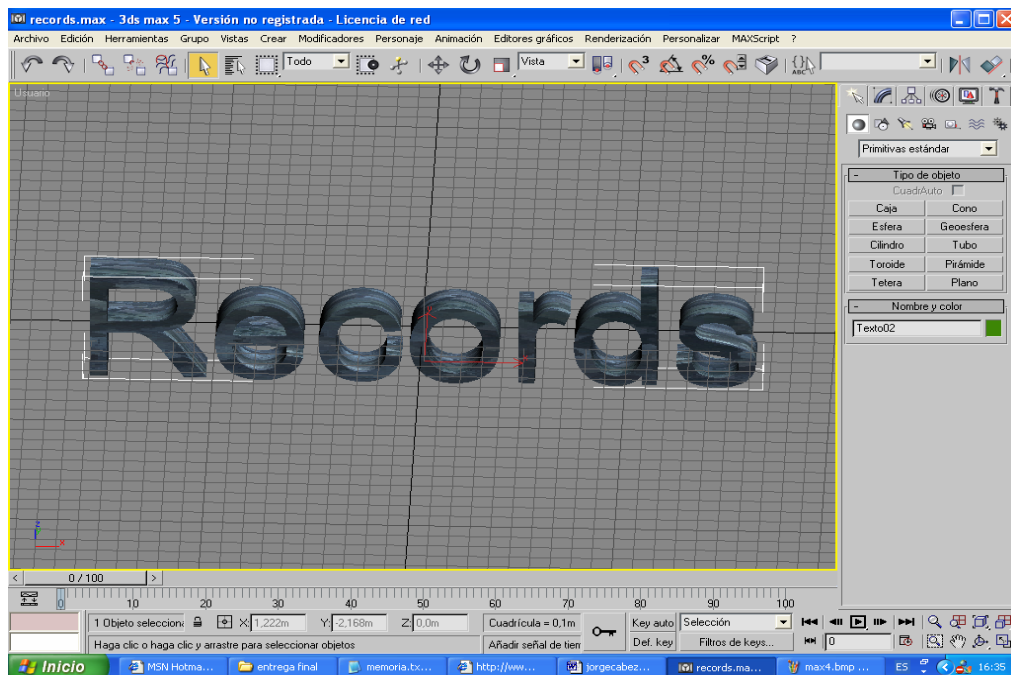 records.max - 3ds max 5 - Versión no registrada - Licencia de red
Archivo Edición Herramientas Grupo Vistas Crear Modificadores Personaje Animación Editores gráficos Renderización Personalizar MAXScript ?
Todo Vista
Usuario
Primitivas estándar
- Tipo de objeto
CuadrAuto
Caja Cono
Esfera Geoesfera
Cilindro Tubo
Toroide Pirámide
Tetera Plano
- Nombre y color
Texto02
Records
z
x
< 0 / 100 >
0 10 20 30 40 50 60 70 80 90 100
1 Objeto selecciona X: 1,222m Y: -2,168m Z: 0,0m Cuadrícula = 0,1m Key auto Selección
Haga clic o haga clic y arrastre para seleccionar objetos Añadir señal de tien Def. key Filtros de keys... 0
Inicio MSN Hotma... entrega final memoria.tx... http://ww... jorgecabez... records.ma... max4.bmp ... ES 16:35